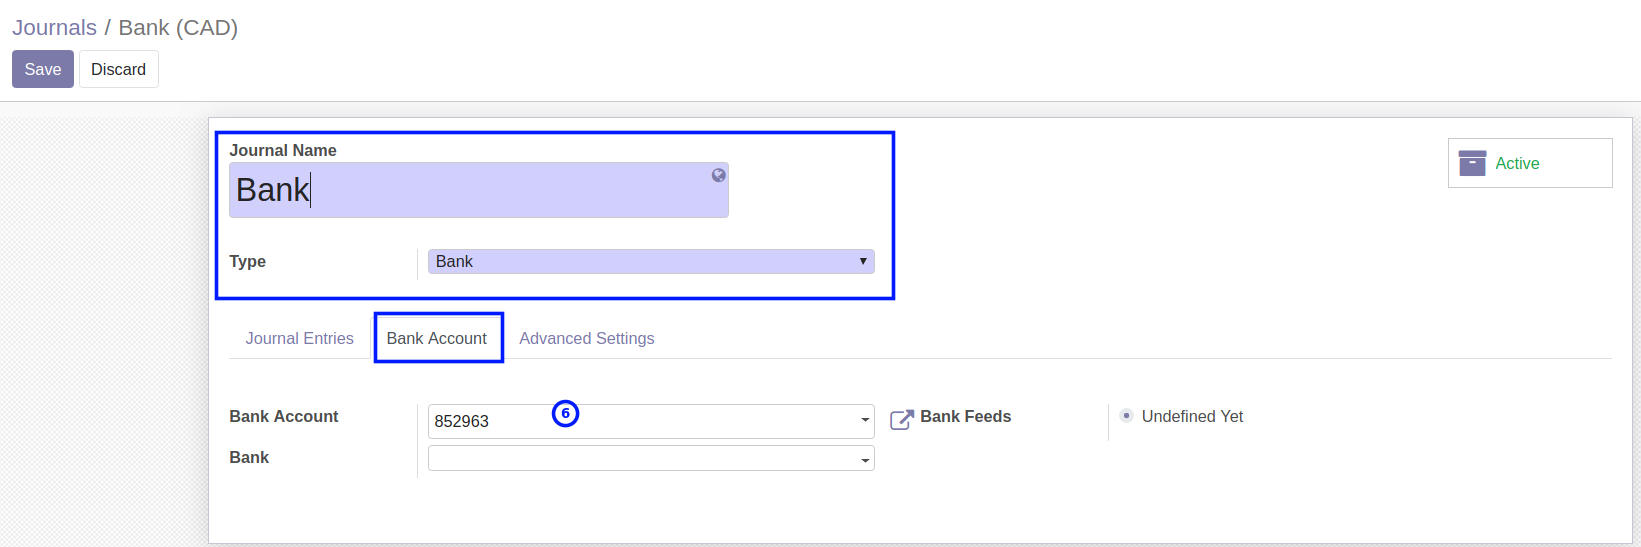 Journals / Bank (CAD)
Save Discard
Journal Name
Bank
Active
Type Bank
Journal Entries Bank Account Advanced Settings
Bank Account 852963 6 Bank Feeds Undefined Yet
Bank